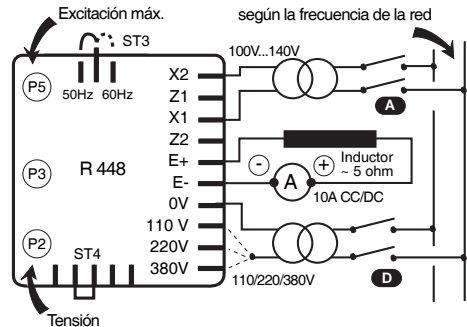 Excitación máx.
según la frecuencia de la red
ST3
100V...140V
50Hz 60Hz
P5
X2
Z1
X1
A
Z2
P3
R 448
E+
- + Inductor
~ 5 ohm
E-
A
10A CC/DC
0V
P2
110 V
ST4
220V
380V
110/220/380V
D
Tensión